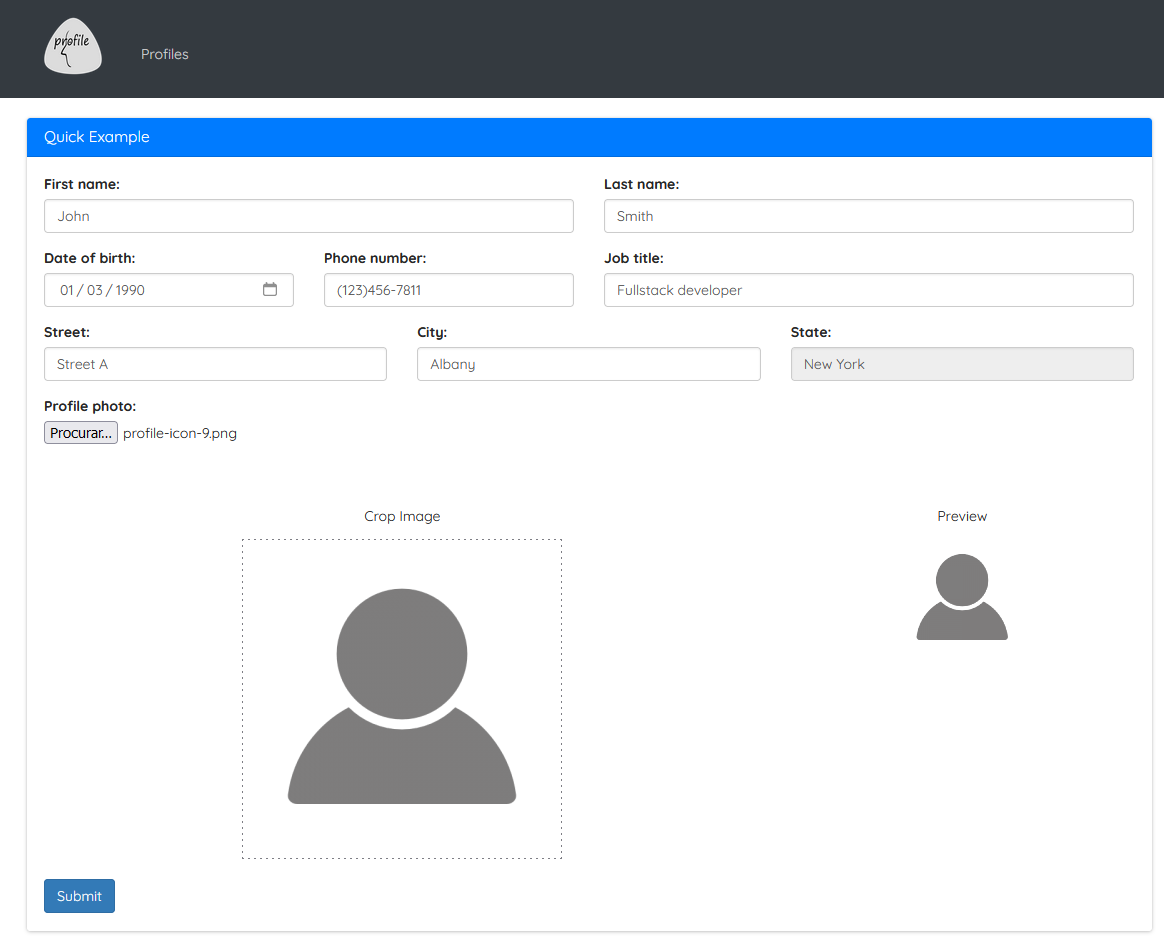 profile
Profiles
Quick Example
First name: Last name:
John Smith
Date of birth: Phone number: Job title:
01 / 03 / 1990 (123)456-7811 Fullstack developer
Street: City: State:
Street A Albany New York
Profile photo:
Procurar... profile-icon-9.png
Crop Image Preview
Submit